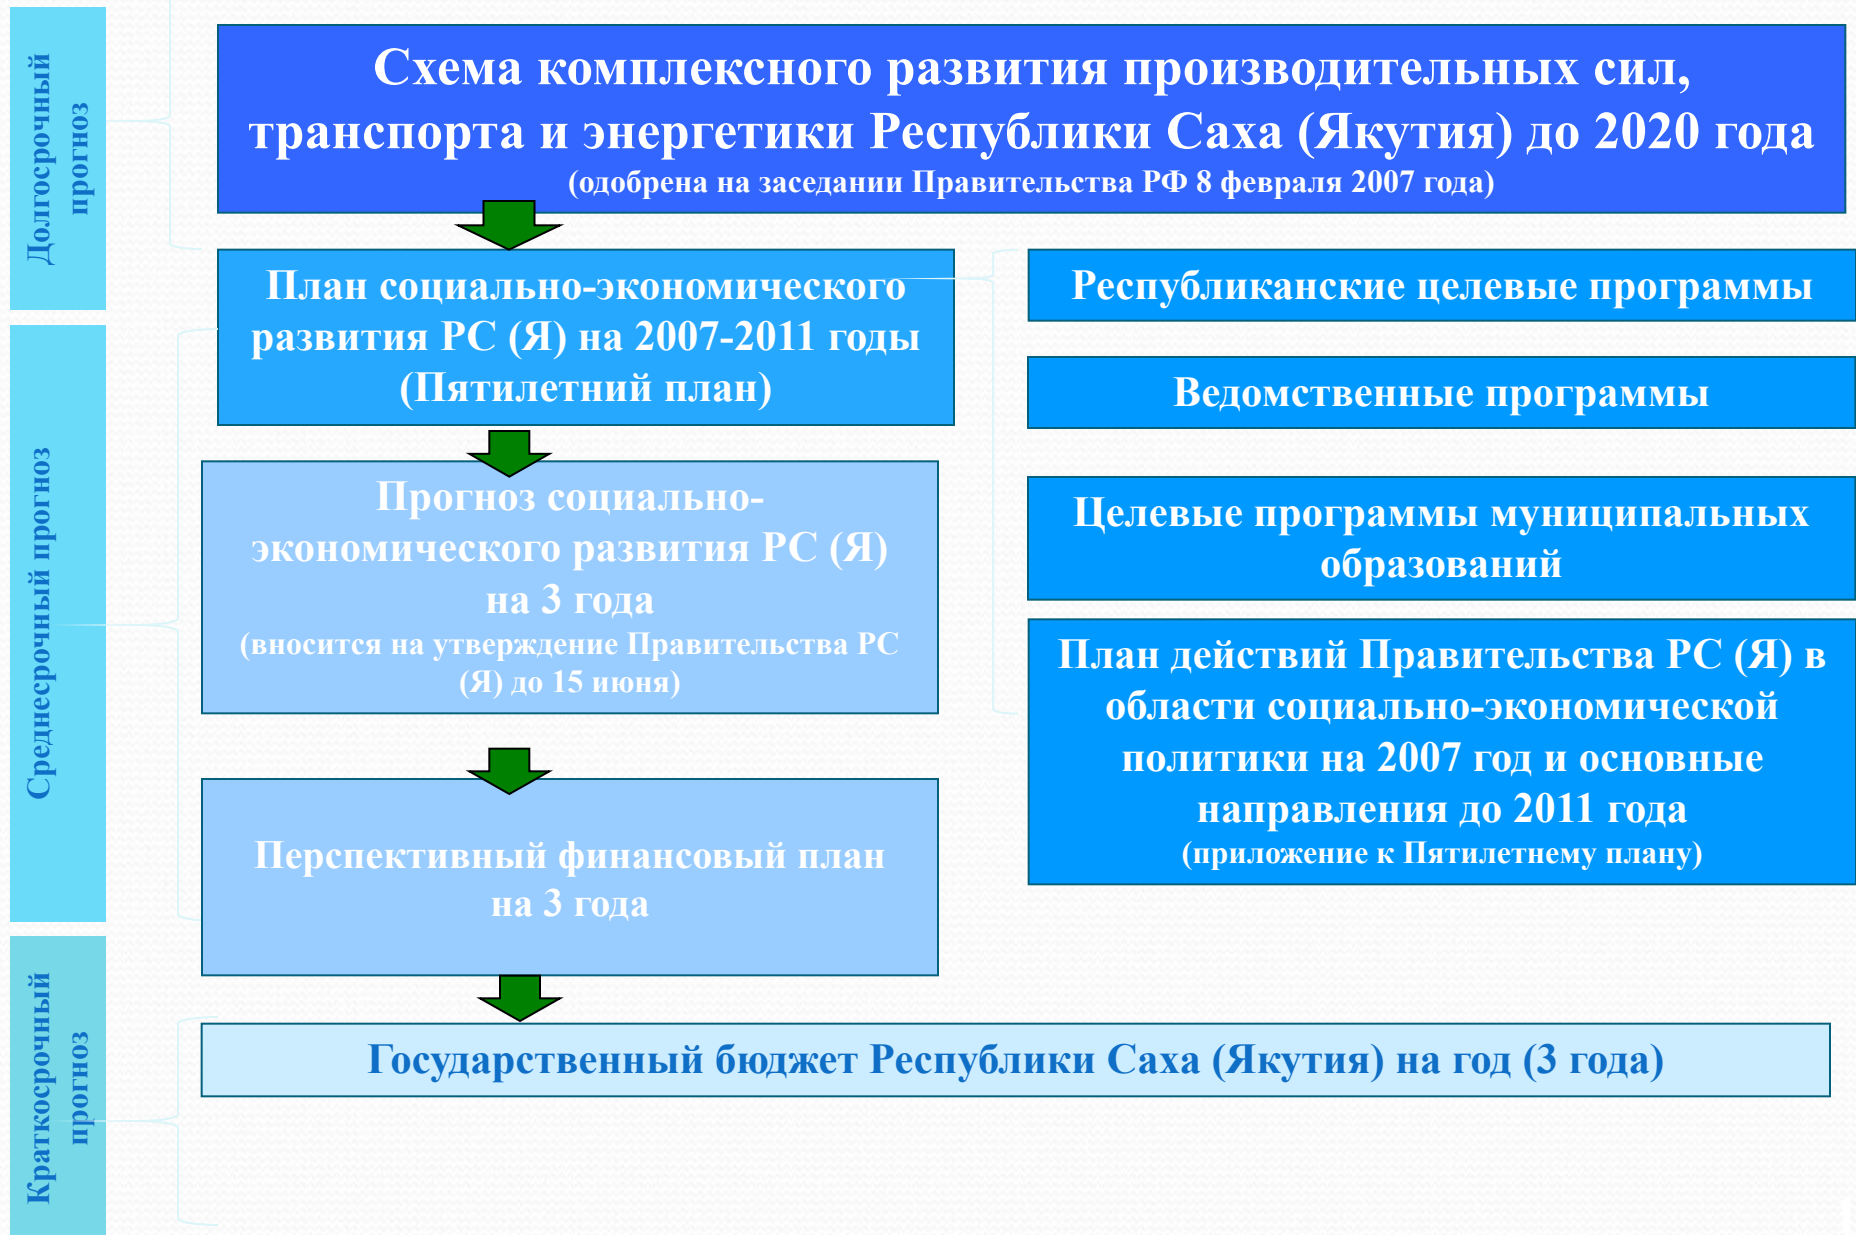 Долгосрочный
прогноз
Схема комплексного развития производительных сил,
транспорта и энергетики Республики Саха (Якутия) до 2020 года
(одобрена на заседании Правительства РФ 8 февраля 2007 года)
План социально-экономического
развития РС (Я) на 2007-2011 годы
(Пятилетний план)
Республиканские целевые программы
Ведомственные программы
Целевые программы муниципальных
образований
План действий Правительства РС (Я) в
области социально-экономической
политики на 2007 год и основные
направления до 2011 года
(приложение к Пятилетнему плану)
Среднесрочный прогноз
Прогноз социально-
экономического развития РС (Я)
на 3 года
(вносится на утверждение Правительства РС
(Я) до 15 июня)
Перспективный финансовый план
на 3 года
Краткосрочный
прогноз
Государственный бюджет Республики Саха (Якутия) на год (3 года)